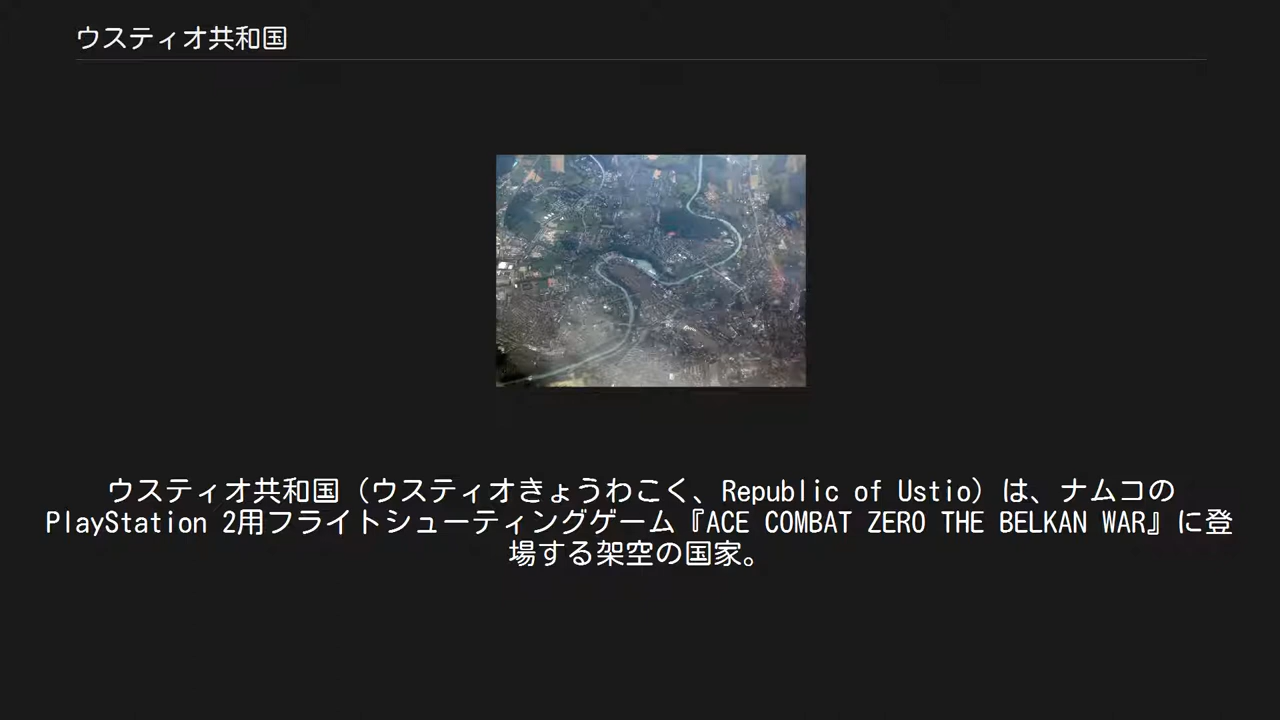 ウスティオ共和国
ウスティオ共和国（ウスティオきょうわこく、Republic of Ustio）は、ナムコの
PlayStation 2用フライトシューティングゲーム『ACE COMBAT ZERO THE BELKAN WAR』に登
場する架空の国家。